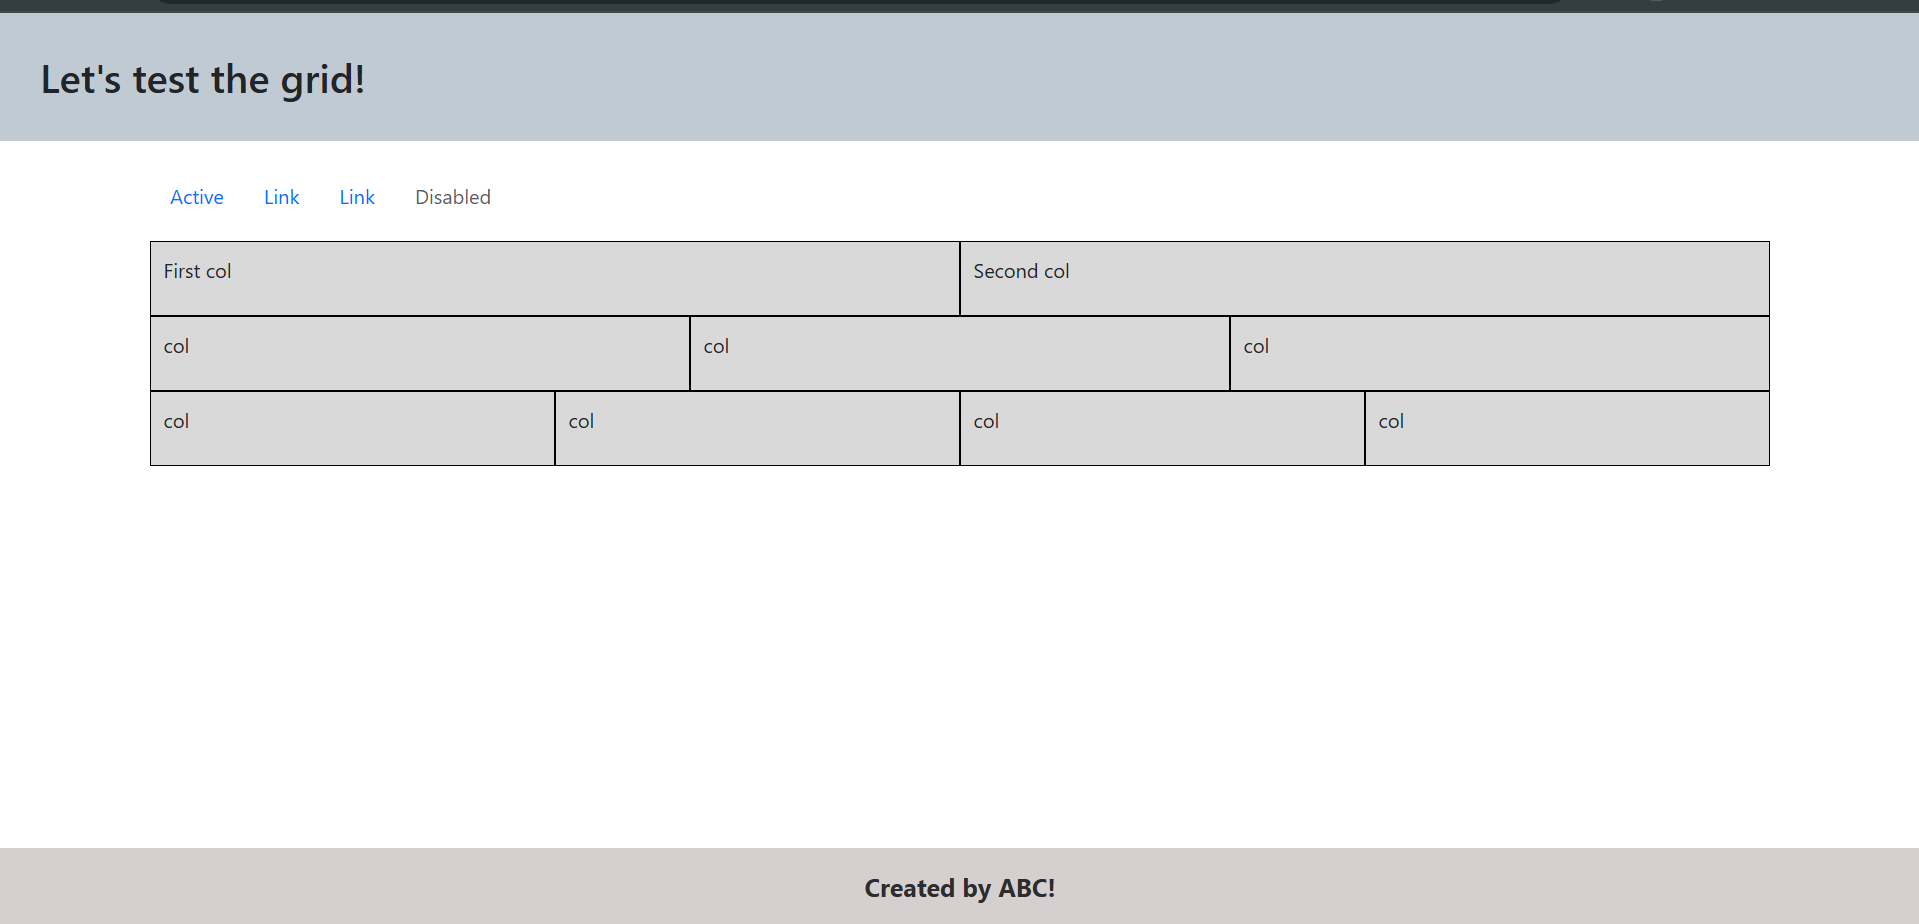 Let's test the grid!
Active Link Link Disabled
First col Second col
col col col
col col col col
Created by ABC!